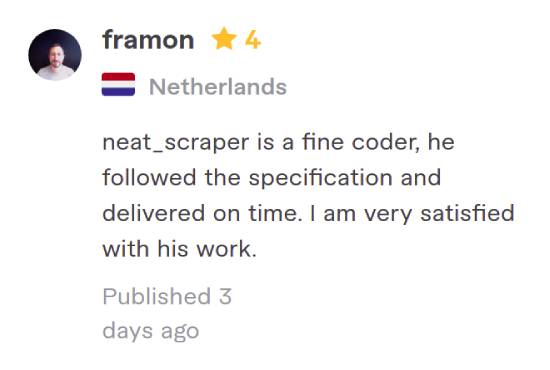 framon ★ 4
Netherlands
neat_scraper is a fine coder, he
followed the specification and
delivered on time. I am very satisfied
with his work.
Published 3
days ago